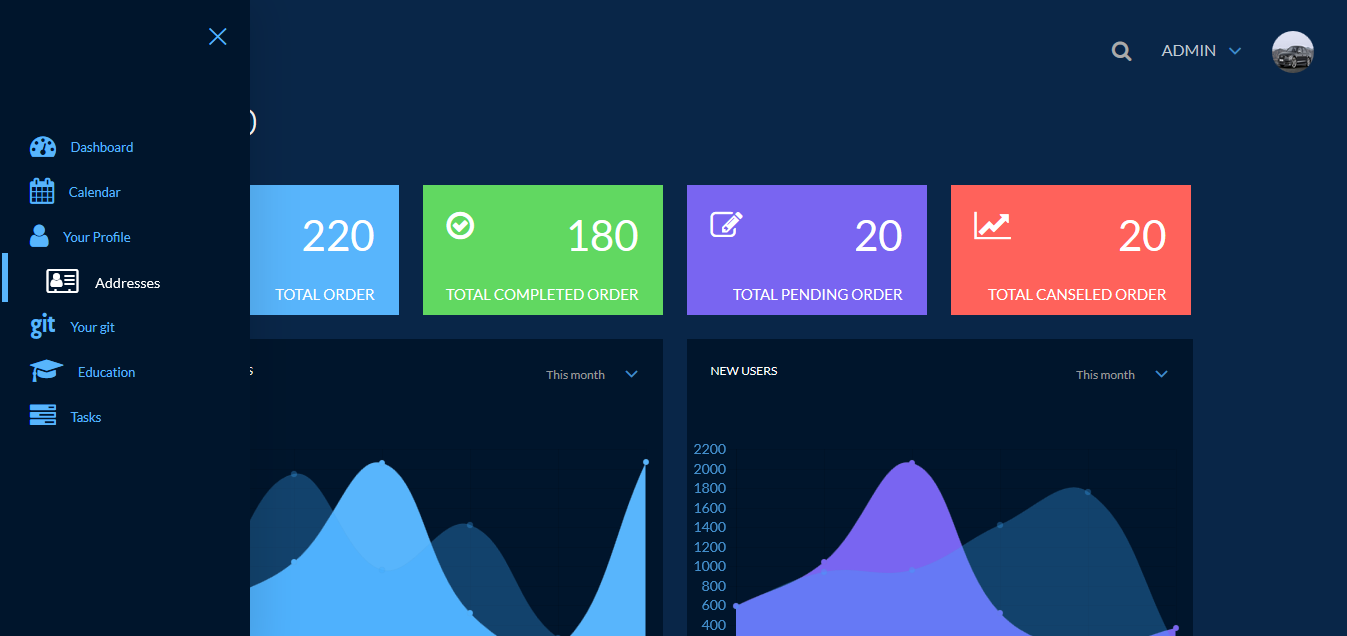 ADMIN
Dashboard
Calendar
Your Profile
Addresses
git Your git
Education
Tasks
220
TOTAL ORDER
180
TOTAL COMPLETED ORDER
20
TOTAL PENDING ORDER
20
TOTAL CANSELED ORDER
This month
NEW USERS
This month
2200
2000
1800
1600
1400
1200
1000
800
600
400